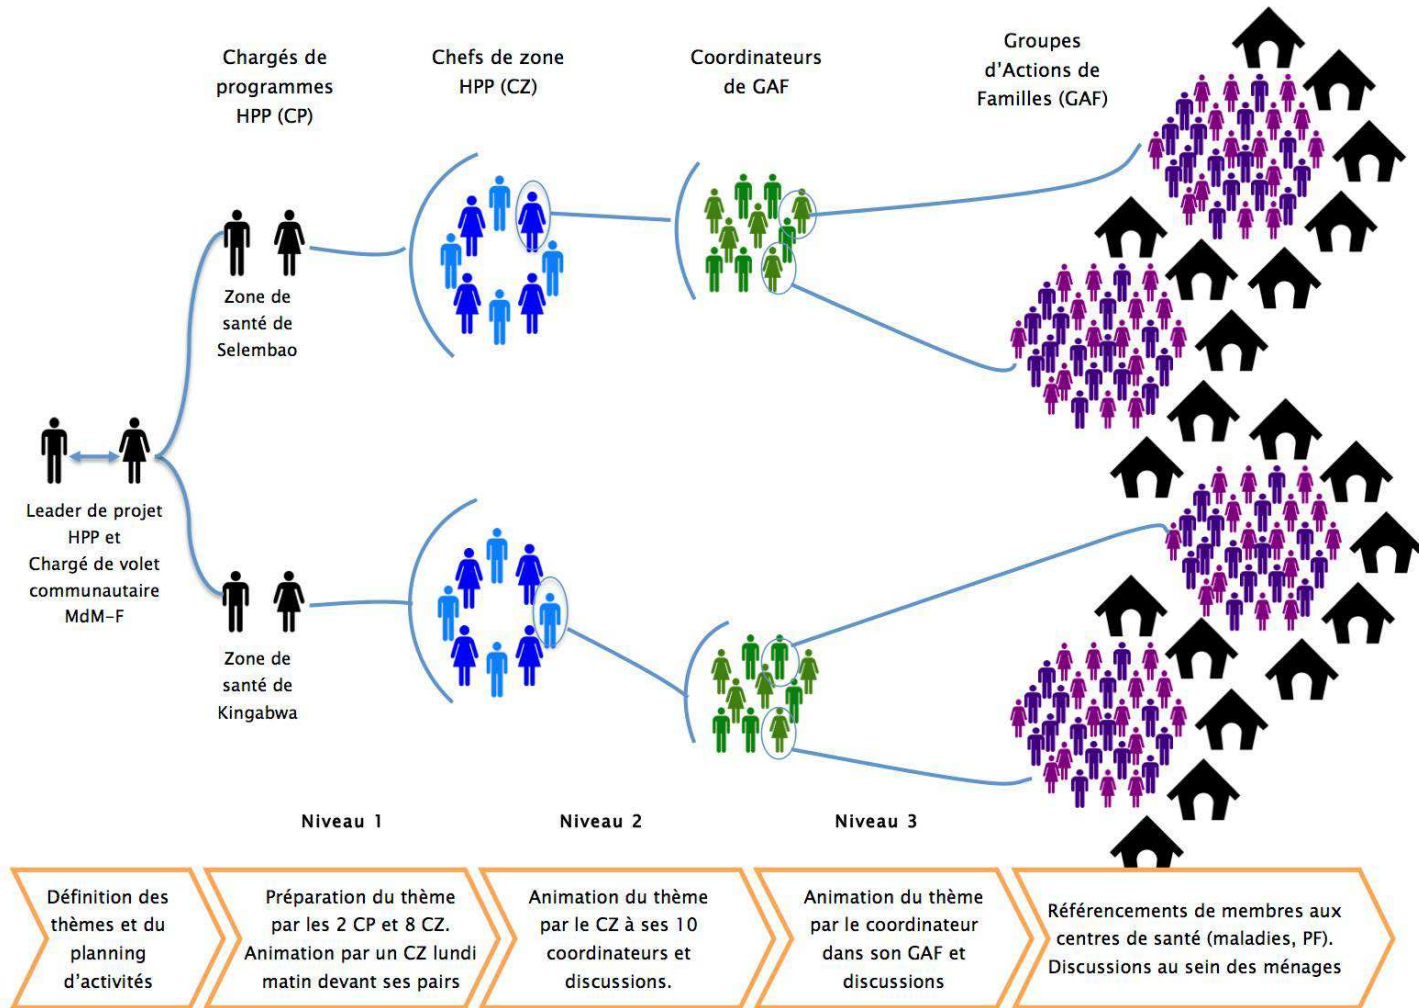 Chargés de
programmes
HPP (CP)
Chefs de zone
HPP (CZ)
Coordinateurs
de GAF
Groupes
d'Actions de
Familles (GAF)
Zone de
santé de
Selembao
Leader de projet
HPP et
Chargé de volet
communautaire
MdM-F
Zone de
santé de
Kingabwa
Niveau 1
Niveau 2
Niveau 3
Définition des
thèmes et du
planning
d'activités
Préparation du thème
par les 2 CP et 8 CZ.
Animation par un CZ lundi
matin devant ses pairs
Animation du thème
par le CZ à ses 10
coordinateurs et
discussions.
Animation du thème
par le coordinateur
dans son GAF et
discussions
Référencements de membres aux
centres de santé (maladies, PF).
Discussions au sein des ménages